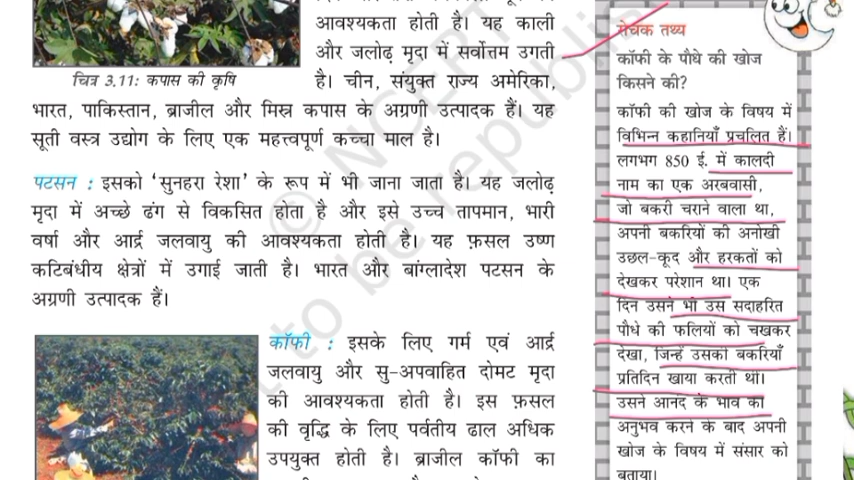 आवश्यकता होती है। यह काली
और जलोढ़ मृदा में सर्वोत्तम उगती
चित्र 3.11: कपास की कृषि
है। चीन, संयुक्त राज्य अमेरिका,
भारत, पाकिस्तान, ब्राजील और मिस्र कपास के अग्रणी उत्पादक हैं। यह
सूती वस्त्र उद्योग के लिए एक महत्त्वपूर्ण कच्चा माल है।
पटसन : इसको ‘सुनहरा रेशा’ के रूप में भी जाना जाता है। यह जलोढ़
मृदा में अच्छे ढंग से विकसित होता है और इसे उच्च तापमान, भारी
वर्षा और आर्द्र जलवायु की आवश्यकता होती है। यह फ़सल उष्ण
कटिबंधीय क्षेत्रों में उगाई जाती है। भारत और बांग्लादेश पटसन के
अग्रणी उत्पादक हैं।
कॉफी : इसके लिए गर्म एवं आर्द्र
जलवायु और सु-अपवाहित दोमट मृदा
की आवश्यकता होती है। इस फ़सल
की वृद्धि के लिए पर्वतीय ढाल अधिक
उपयुक्त होती है। ब्राजील कॉफी का
रोचक तथ्य
कॉफी के पौधे की खोज
किसने की?
कॉफी की खोज के विषय में
विभिन्न कहानियाँ प्रचलित हैं।
लगभग 850 ई. में कालदी
नाम का एक अरबवासी,
जो बकरी चराने वाला था,
अपनी बकरियों की अनोखी
उछल-कूद और हरकतों को
देखकर परेशान था। एक
दिन उसने भी उस सदाहरित
पौधे की फलियों को चखकर
देखा, जिन्हें उसकी बकरियाँ
प्रतिदिन खाया करती थीं।
उसने आनंद के भाव का
अनुभव करने के बाद अपनी
खोज के विषय में संसार को
बताया।
© NCERT
not to be republished